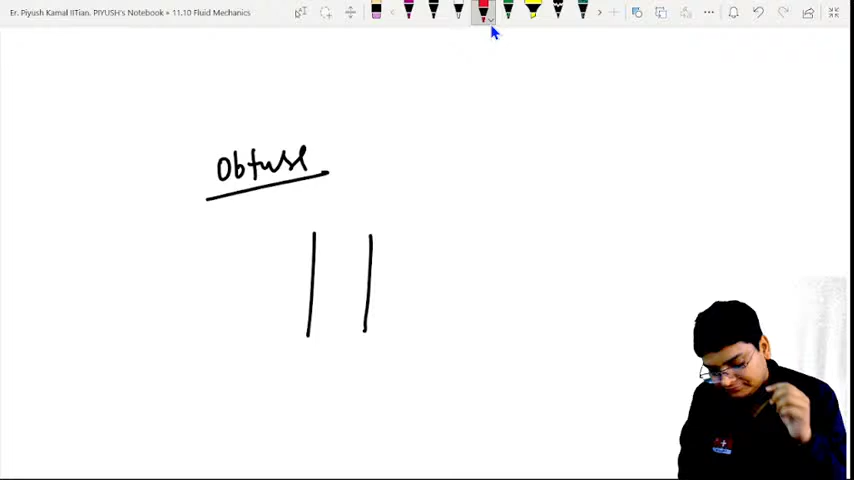 Er. Piyush Kamal IITian. PIYUSH's Notebook » 11.10 Fluid Mechanics
Obtuse